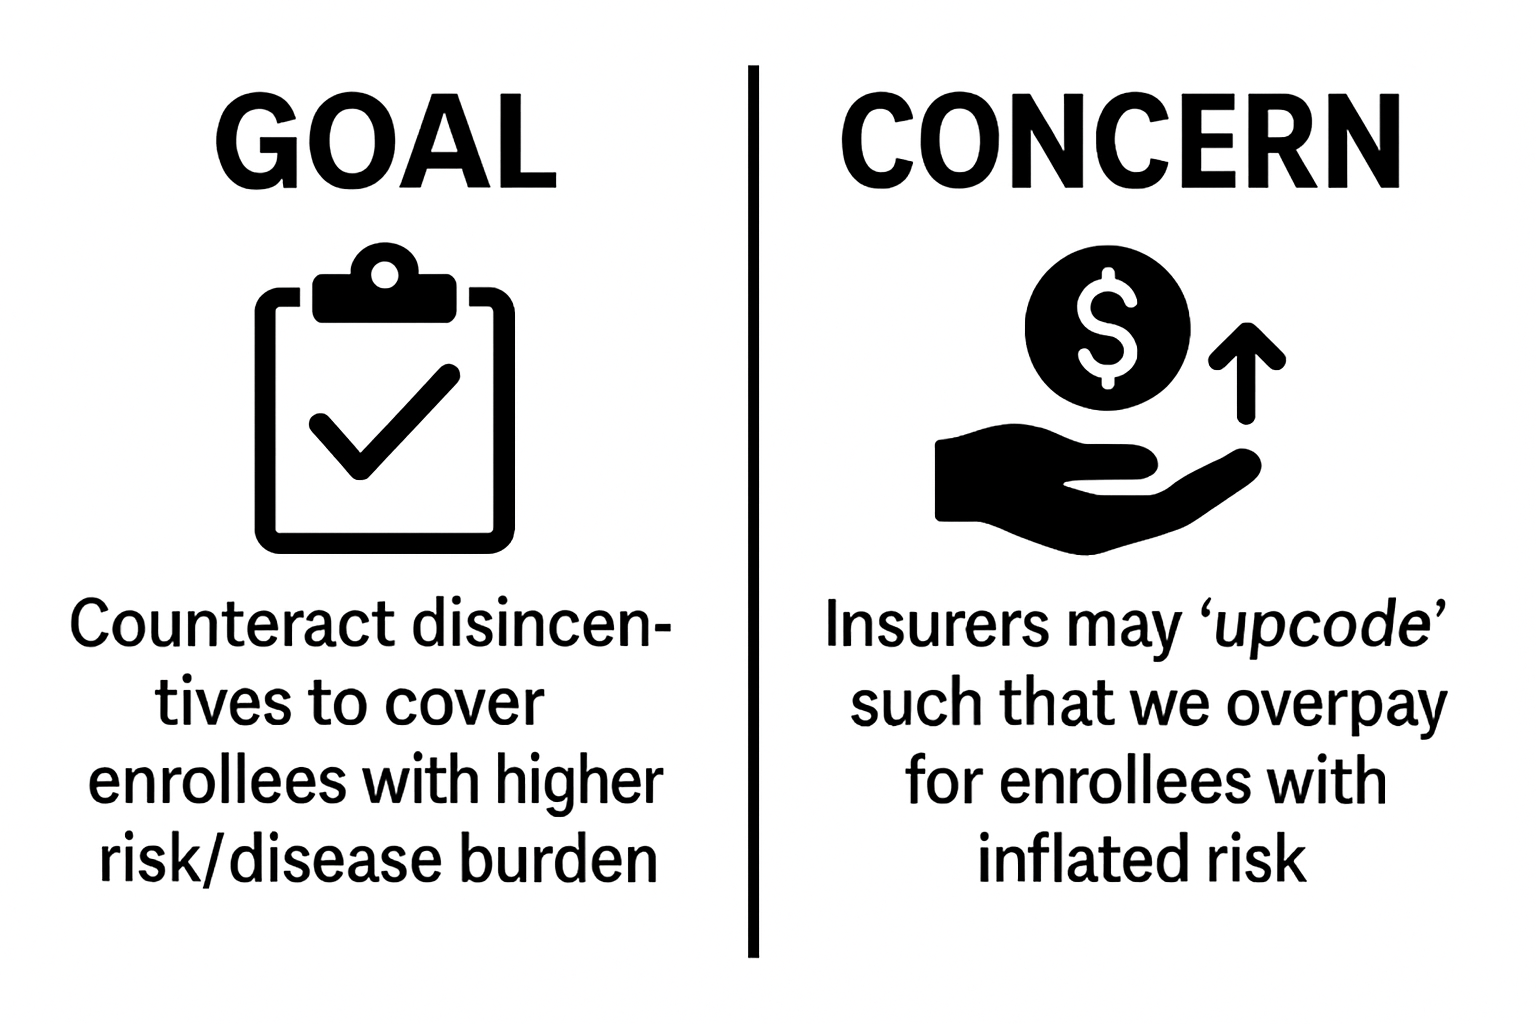 GOAL
Counteract disincen-
tives to cover
enrollees with higher
risk/disease burden
CONCERN
$
Insurers may ‘upcode’
such that we overpay
for enrollees with
inflated risk